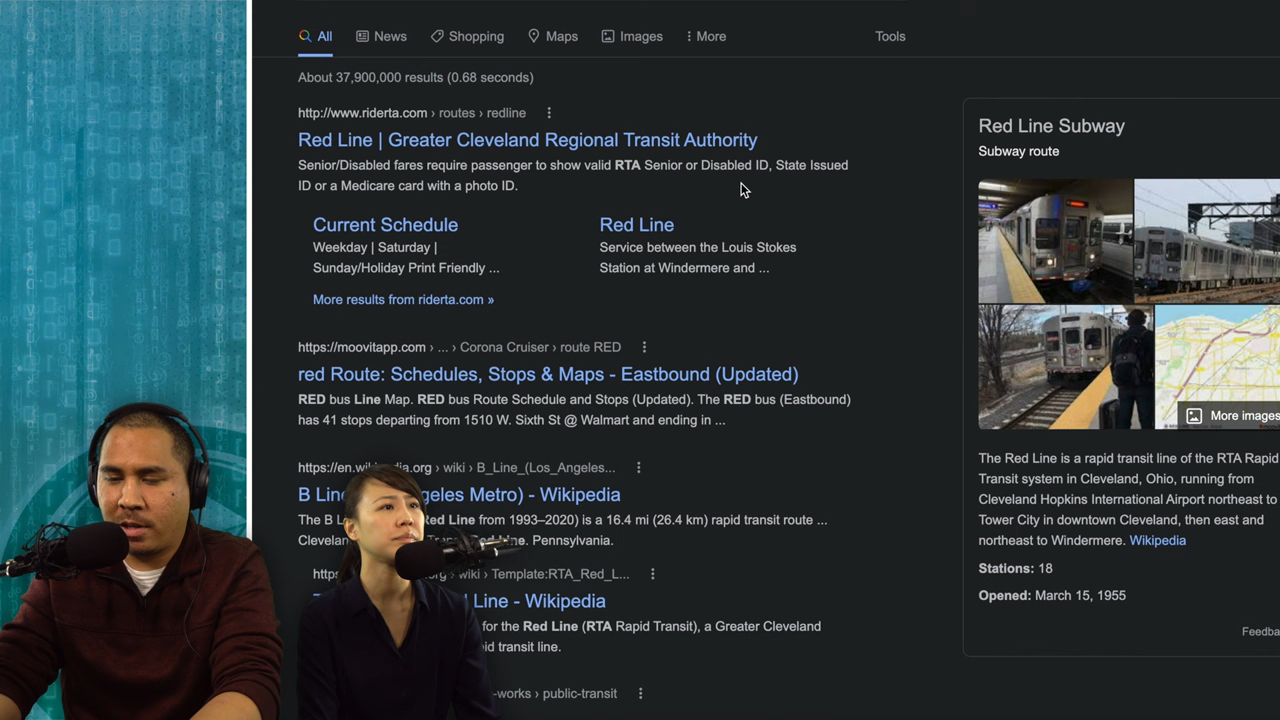 All
News
Shopping
Maps
Images
More
Tools
About 37,900,000 results (0.68 seconds)
http://www.riderta.com › routes › redline
Red Line | Greater Cleveland Regional Transit Authority
Senior/Disabled fares require passenger to show valid RTA Senior or Disabled ID, State Issued
ID or a Medicare card with a photo ID.
Current Schedule
Weekday | Saturday |
Sunday/Holiday Print Friendly ...
Red Line
Service between the Louis Stokes
Station at Windermere and ...
More results from riderta.com »
https://moovitapp.com › ... › Corona Cruiser › route RED
red Route: Schedules, Stops & Maps - Eastbound (Updated)
RED bus Line Map. RED bus Route Schedule and Stops (Updated). The RED bus (Eastbound)
has 41 stops departing from 1510 W. Sixth St @ Walmart and ending in ...
.org › wiki › B_Line_(Los_Angeles...
B Metro) - Wikipedia
The B Red Line from 1993–2020) is a 16.4 mi (26.4 km) rapid transit route ...
Pennsylvania.
› wiki › Template:RTA_Red_L...
Line - Wikipedia
for the Red Line (RTA Rapid Transit), a Greater Cleveland
transit line.
-works › public-transit
Red Line Subway
Subway route
More images
The Red Line is a rapid transit line of the RTA Rapid
Transit system in Cleveland, Ohio, running from
Cleveland Hopkins International Airport northeast to
Tower City in downtown Cleveland, then east and
northeast to Windermere. Wikipedia
Stations: 18
Opened: March 15, 1955
Feedba